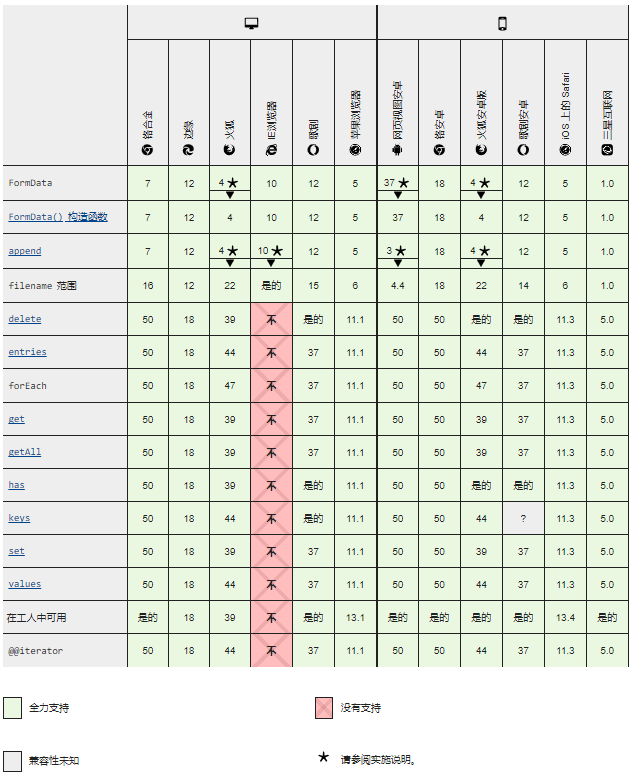 铬合金 边缘 火狐 IE浏览器 歌剧 苹果浏览器 网页视图安卓 铬安卓 火狐安卓版 歌剧安卓 iOS 上的 Safari 三星互联网
FormData 7 12 4 ★ 10 12 5 37 ★ 18 4 ★ 12 5 1.0
FormData() 构造函数 7 12 4 10 12 5 37 18 4 12 5 1.0
append 7 12 4 ★ 10 ★ 12 5 3 ★ 18 4 ★ 12 5 1.0
filename 范围 16 12 22 是的 15 6 4.4 18 22 14 6 1.0
delete 50 18 39 不 是的 11.1 50 50 是的 是的 11.3 5.0
entries 50 18 44 不 37 11.1 50 50 44 37 11.3 5.0
forEach 50 18 47 不 37 11.1 50 50 47 37 11.3 5.0
get 50 18 39 不 37 11.1 50 50 39 37 11.3 5.0
getAll 50 18 39 不 37 11.1 50 50 39 37 11.3 5.0
has 50 18 39 不 是的 11.1 50 50 是的 是的 11.3 5.0
keys 50 18 44 不 是的 11.1 50 50 44 ? 11.3 5.0
set 50 18 39 不 37 11.1 50 50 39 37 11.3 5.0
values 50 18 44 不 37 11.1 50 50 44 37 11.3 5.0
在工人中可用 是的 18 39 不 是的 13.1 是的 是的 是的 是的 13.4 是的
@@iterator 50 18 44 不 37 11.1 50 50 44 37 11.3 5.0
全力支持 没有支持
兼容性未知 ★ 请参阅实施说明。